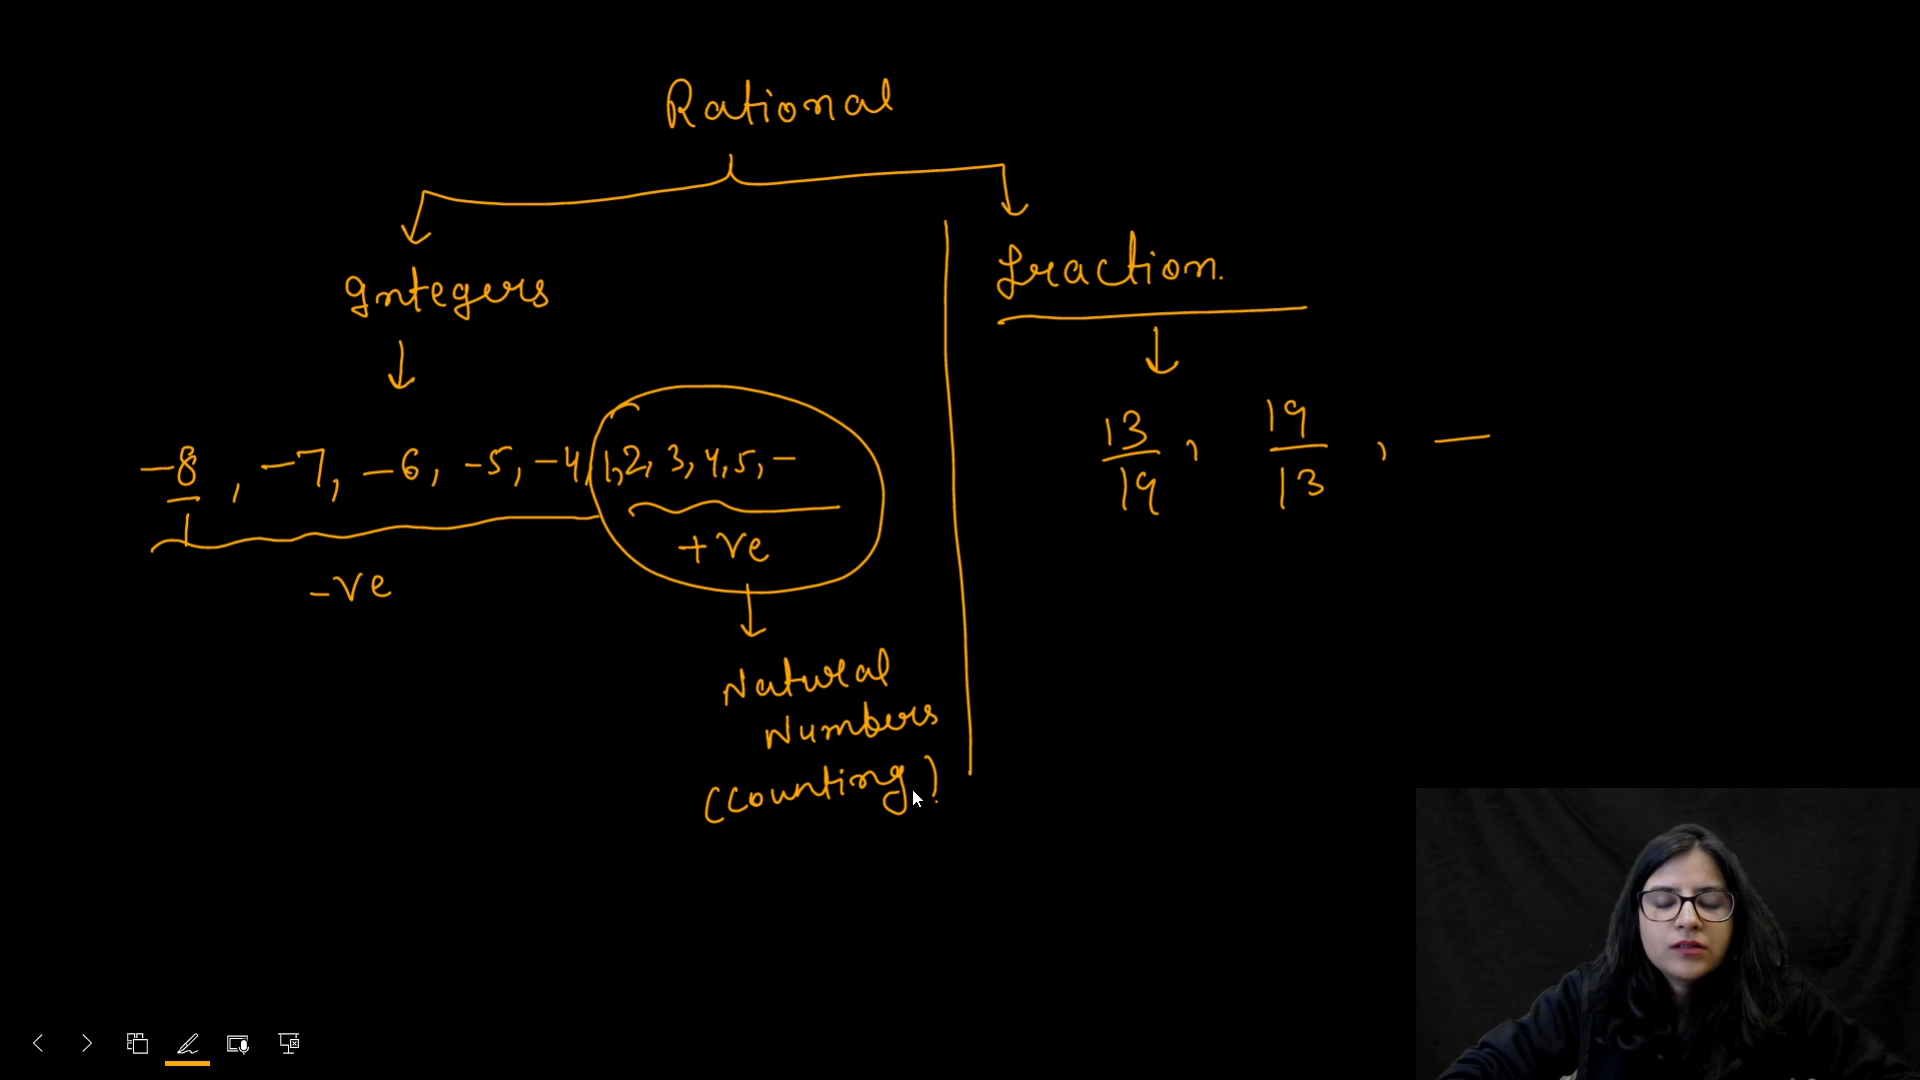 Rational
Integers
fraction.
-8, -7, -6, -5, -4, 1, 2, 3, 4, 5, -
13/19, 19/13, —
+ve
-ve
Natural
Numbers
(Counting)